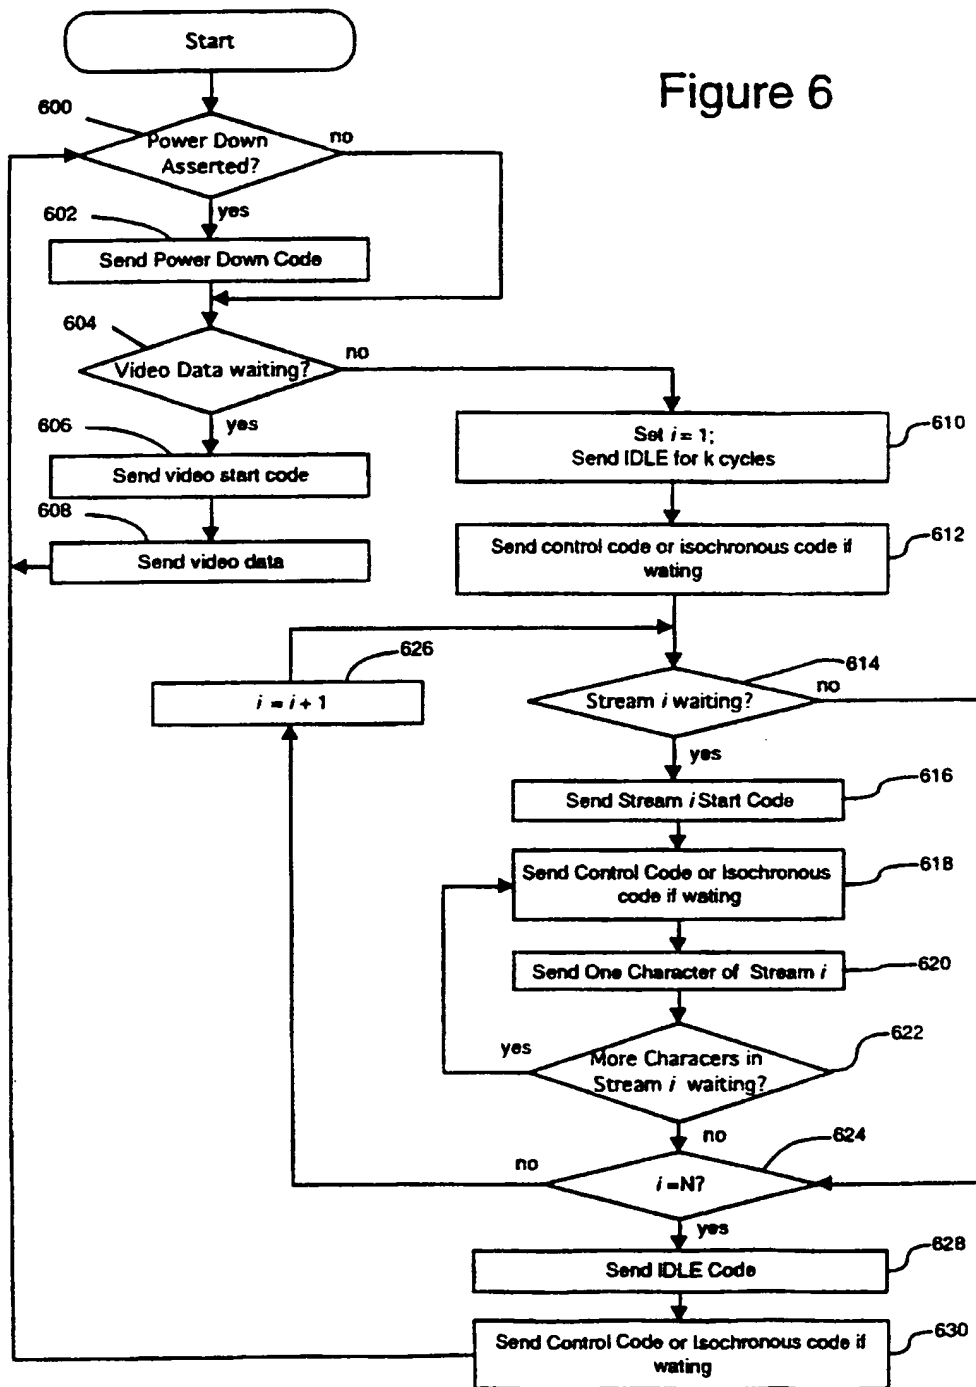 Start
Figure 6
600
Power Down
Asserted?
no
yes
602
Send Power Down Code
604
Video Data waiting?
no
yes
606
Send video start code
608
Send video data
Set i = 1;
Send IDLE for k cycles
610
Send control code or isochronous code if
wating
612
626
i = i + 1
614
Stream i waiting?
no
yes
616
Send Stream i Start Code
618
Send Control Code or Isochronous
code if wating
620
Send One Character of Stream i
622
yes
More Characers in
Stream i waiting?
no
624
no
i =N?
yes
628
Send IDLE Code
630
Send Control Code or Isochronous code if
wating